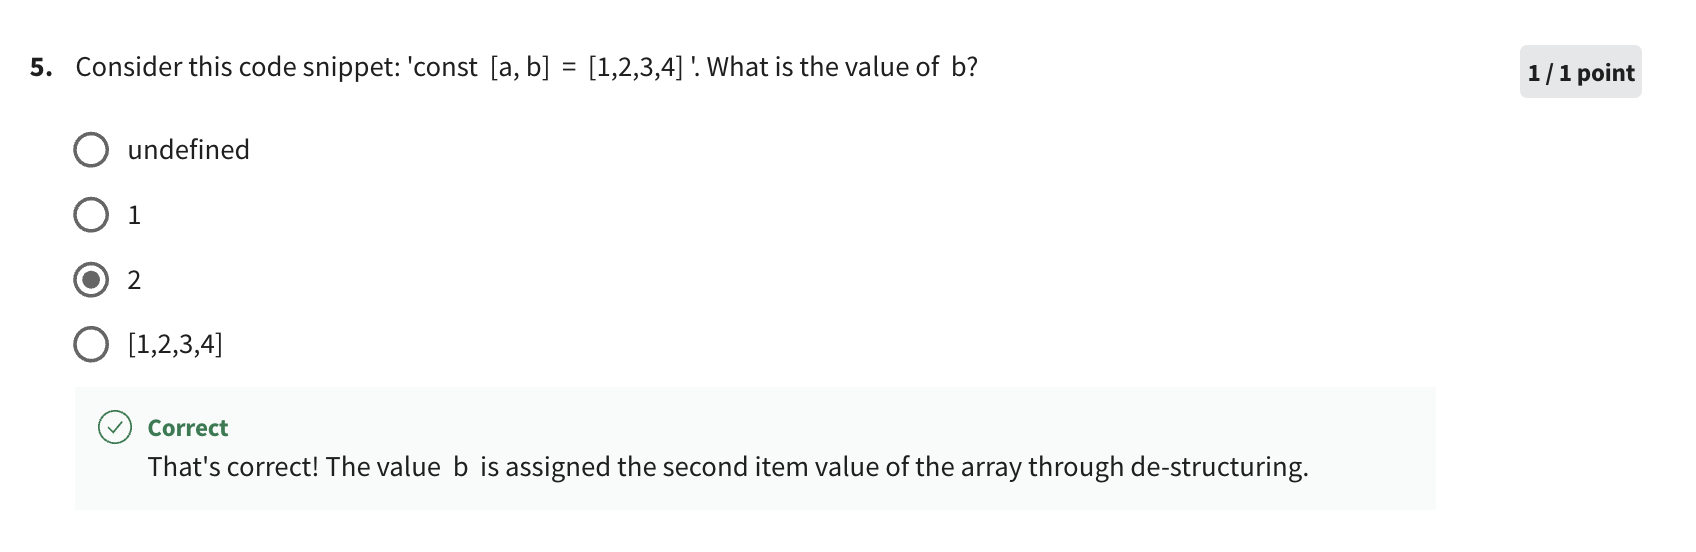 5. Consider this code snippet: 'const [a, b] = [1,2,3,4] '. What is the value of b?
1 / 1 point
undefined
1
2
[1,2,3,4]
Correct
That's correct! The value b is assigned the second item value of the array through de-structuring.